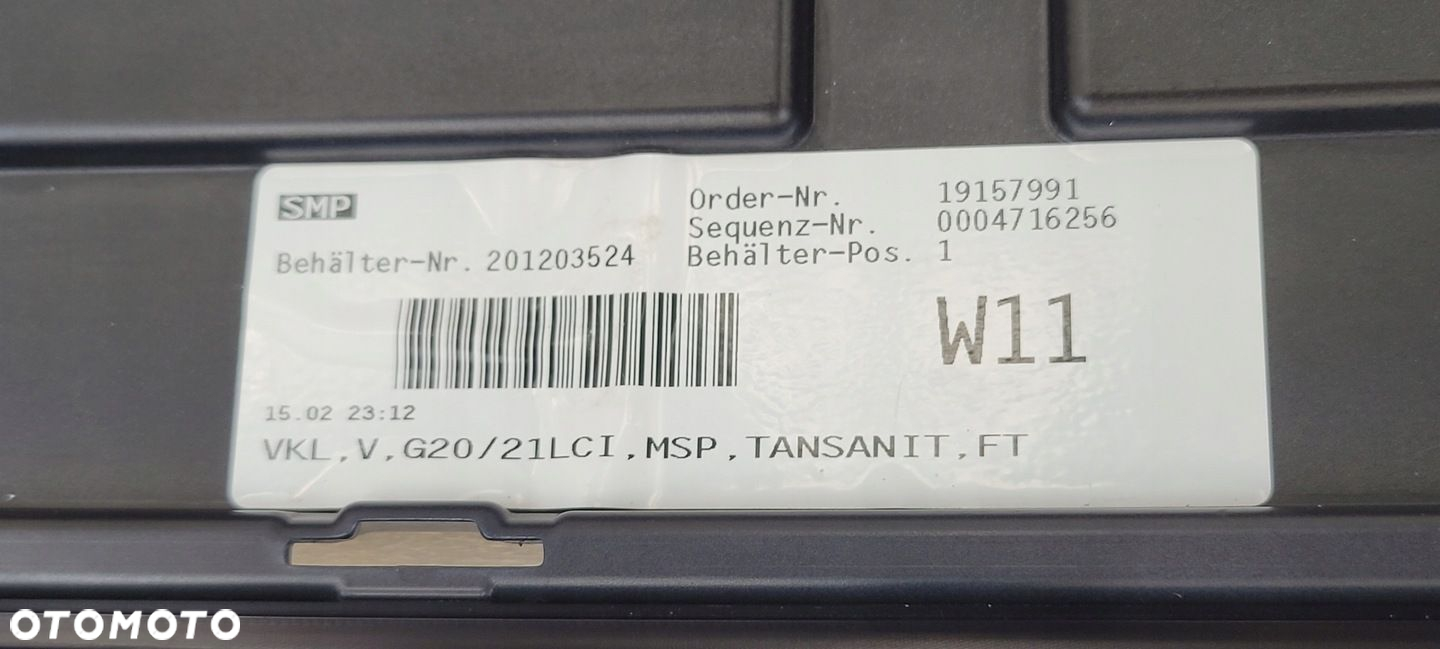 SMP
Order-Nr. 19157991
Sequenz-Nr. 0004716256
Behälter-Nr. 201203524 Behälter-Pos. 1
W11
15.02 23:12
VKL,V,G20/21LCI,MSP,TANSANIT,FT
OTOMOTO